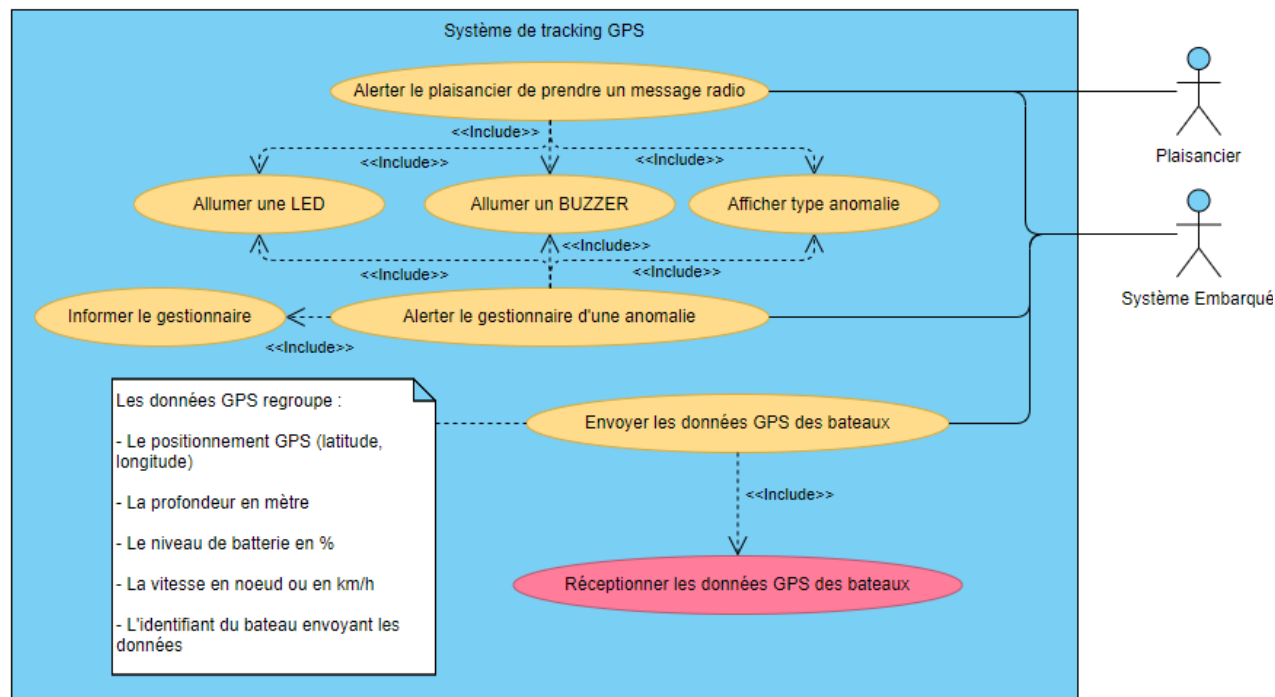 Système de tracking GPS
Alerter le plaisancier de prendre un message radio
<<Include>>
<<Include>>
<<Include>>
Plaisancier
Allumer une LED
Allumer un BUZZER
Afficher type anomalie
<<Include>>
<<Include>>
<<Include>>
Système Embarqué
Informer le gestionnaire
Alerter le gestionnaire d'une anomalie
<<Include>>
Les données GPS regroupe :
- Le positionnement GPS (latitude,
longitude)
- La profondeur en mètre
- Le niveau de batterie en %
- La vitesse en noeud ou en km/h
- L'identifiant du bateau envoyant les
données
Envoyer les données GPS des bateaux
<<Include>>
Réceptionner les données GPS des bateaux